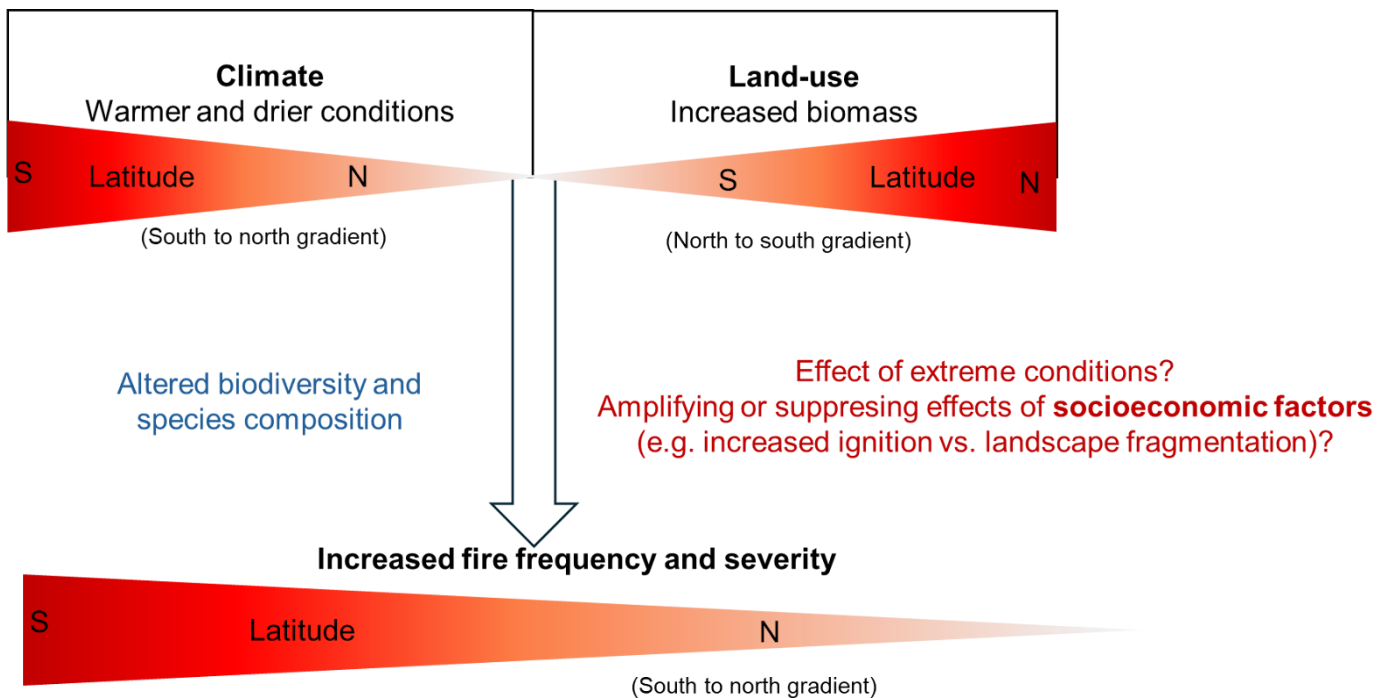 Climate
Warmer and drier conditions
S Latitude N
(South to north gradient)
Land-use
Increased biomass
S Latitude N
(North to south gradient)
Altered biodiversity and
species composition
Effect of extreme conditions?
Amplifying or suppresing effects of socioeconomic factors
(e.g. increased ignition vs. landscape fragmentation)?
Increased fire frequency and severity
S Latitude N
(South to north gradient)